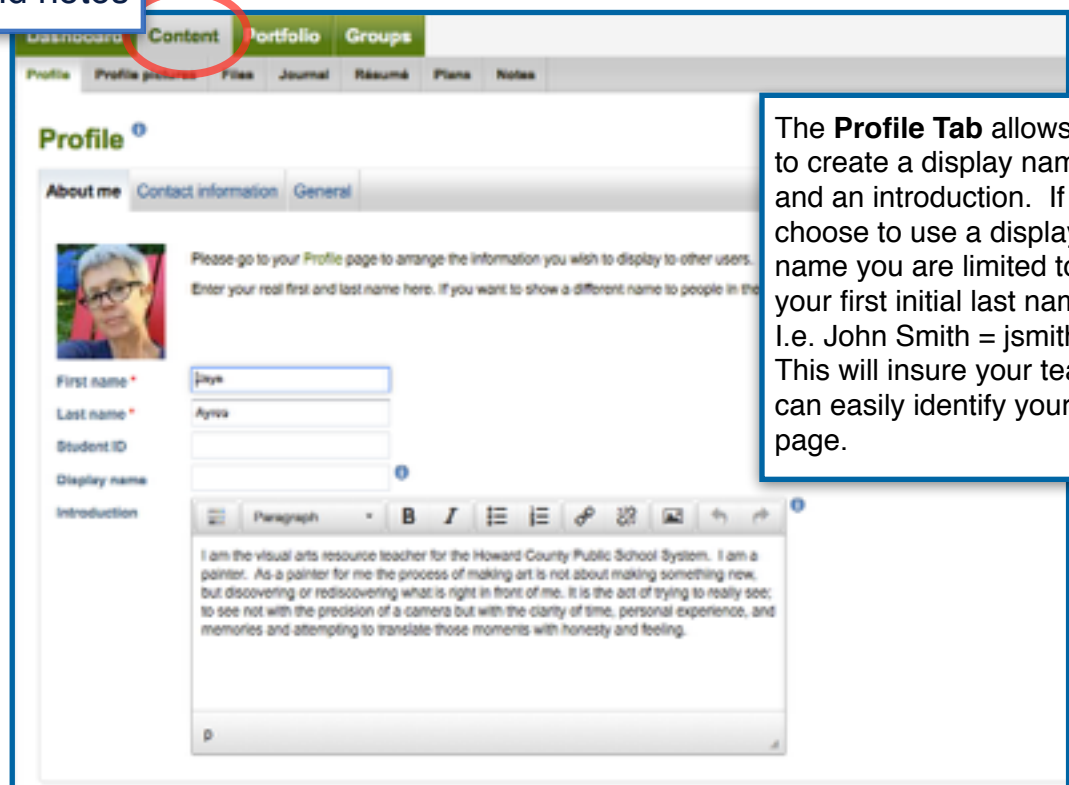 nd notes
Dashboard Content Portfolio Groups
Profile Profile pictures Files Journal Résumé Plans Notes
Profile
About me Contact information General
Please go to your Profile page to arrange the information you wish to display to other users.
Enter your real first and last name here. If you want to show a different name to people in the
First name *
Last name * Ayres
Student ID
Display name
Introduction
Paragraph B I
I am the visual arts resource teacher for the Howard County Public School System. I am a
painter. As a painter for me the process of making art is not about making something new,
but discovering or rediscovering what is right in front of me. It is the act of trying to really see;
to see not with the precision of a camera but with the clarity of time, personal experience, and
memories and attempting to translate those moments with honesty and feeling.
p
The Profile Tab allows
to create a display nam
and an introduction. If
choose to use a display
name you are limited to
your first initial last nam
I.e. John Smith = jsmith
This will insure your tea
can easily identify your
page.